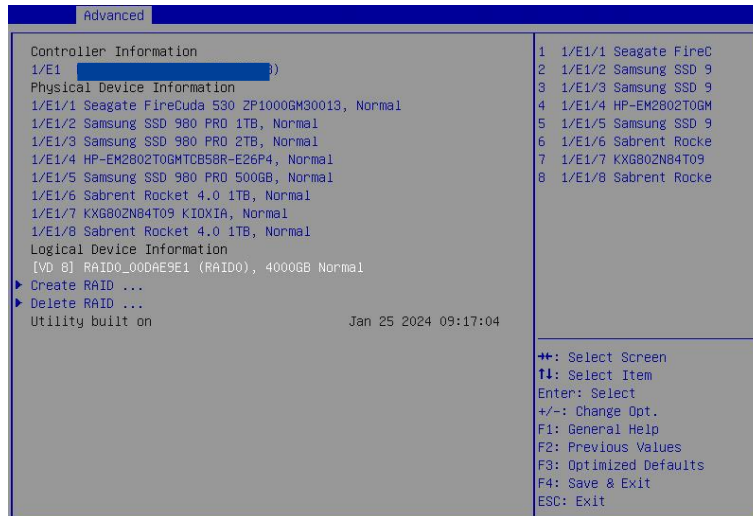 Advanced
Controller Information
1/E1
Physical Device Information
1/E1/1 Seagate FireCuda 530 ZP1000GM30013, Normal
1/E1/2 Samsung SSD 980 PRO 1TB, Normal
1/E1/3 Samsung SSD 980 PRO 2TB, Normal
1/E1/4 HP-EM2802T0GMTCB58R-E26P4, Normal
1/E1/5 Samsung SSD 980 PRO 500GB, Normal
1/E1/6 Sabrent Rocket 4.0 1TB, Normal
1/E1/7 KXG80ZN84T09 KIOXIA, Normal
1/E1/8 Sabrent Rocket 4.0 1TB, Normal
Logical Device Information
[VD 8] RAID0_00DAE9E1 (RAID0), 4000GB Normal
Create RAID ...
Delete RAID ...
Utility built on Jan 25 2024 09:17:04
1 1/E1/1 Seagate FireC
2 1/E1/2 Samsung SSD 9
3 1/E1/3 Samsung SSD 9
4 1/E1/4 HP-EM2802T0GM
5 1/E1/5 Samsung SSD 9
6 1/E1/6 Sabrent Rocke
7 1/E1/7 KXG80ZN84T09
8 1/E1/8 Sabrent Rocke
→←: Select Screen
↑↓: Select Item
Enter: Select
+/-: Change Opt.
F1: General Help
F2: Previous Values
F3: Optimized Defaults
F4: Save & Exit
ESC: Exit